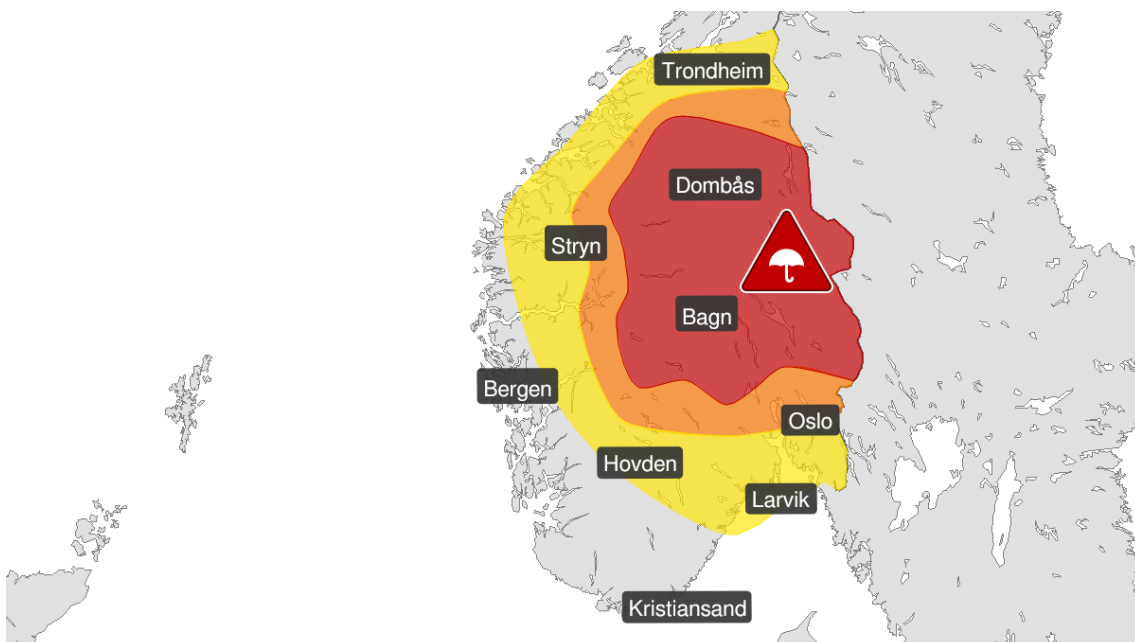 Trondheim
Dombås
Stryn
Bagn
Bergen
Oslo
Hovden
Larvik
Kristiansand